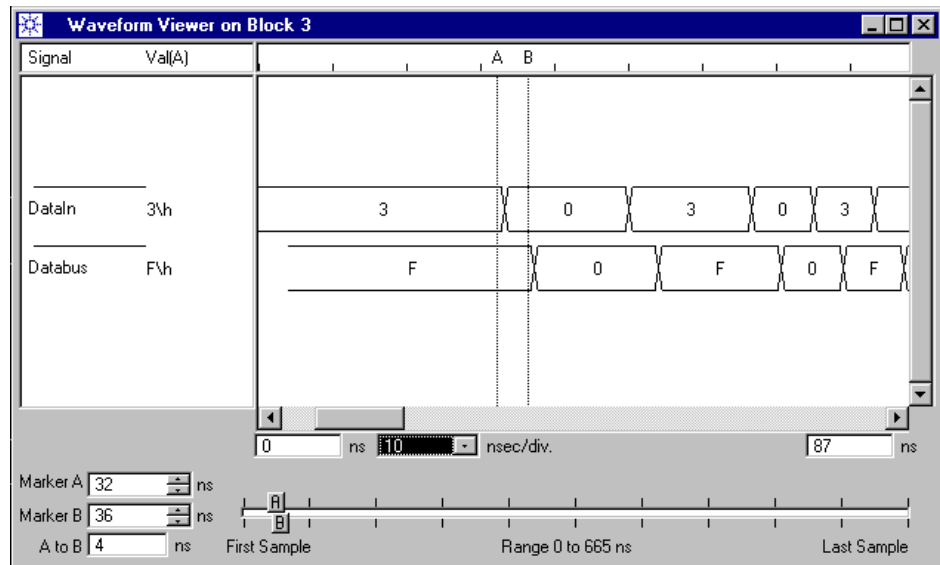 Waveform Viewer on Block 3
Signal Val(A)
A B
DataIn 3\h 3 0 3 0 3
Databus F\h F 0 F 0 F
0 ns 10 nsec/div. 87 ns
Marker A 32 ns
A
Marker B 36 ns
B
A to B 4 ns First Sample Range 0 to 665 ns Last Sample